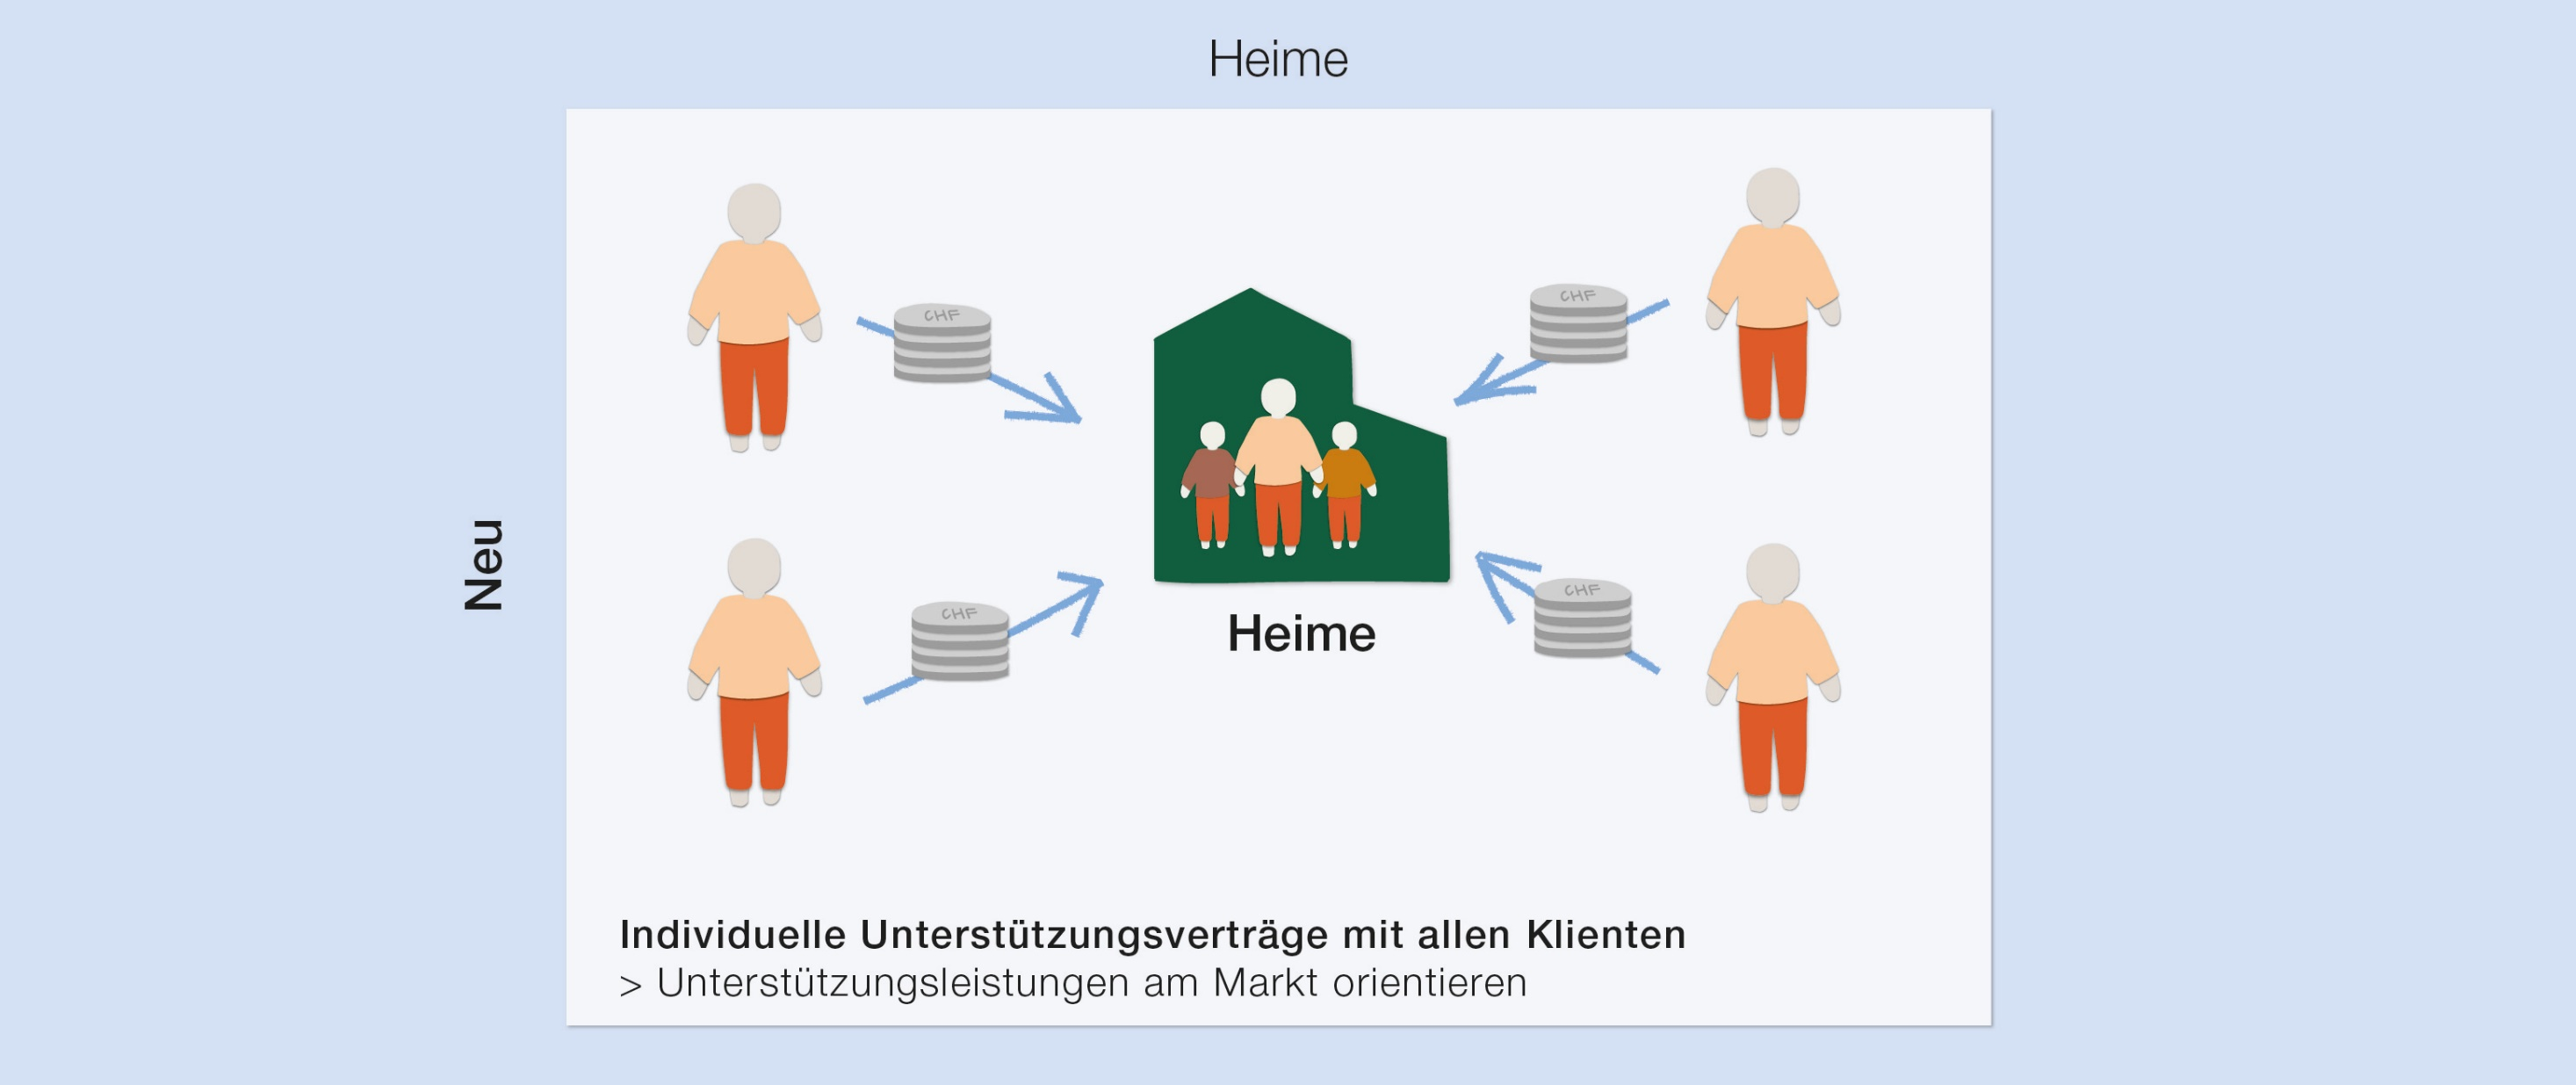 Heime
Neu
CHF
CHF
CHF
CHF
Heime
Individuelle Unterstützungsverträge mit allen Klienten
> Unterstützungsleistungen am Markt orientieren